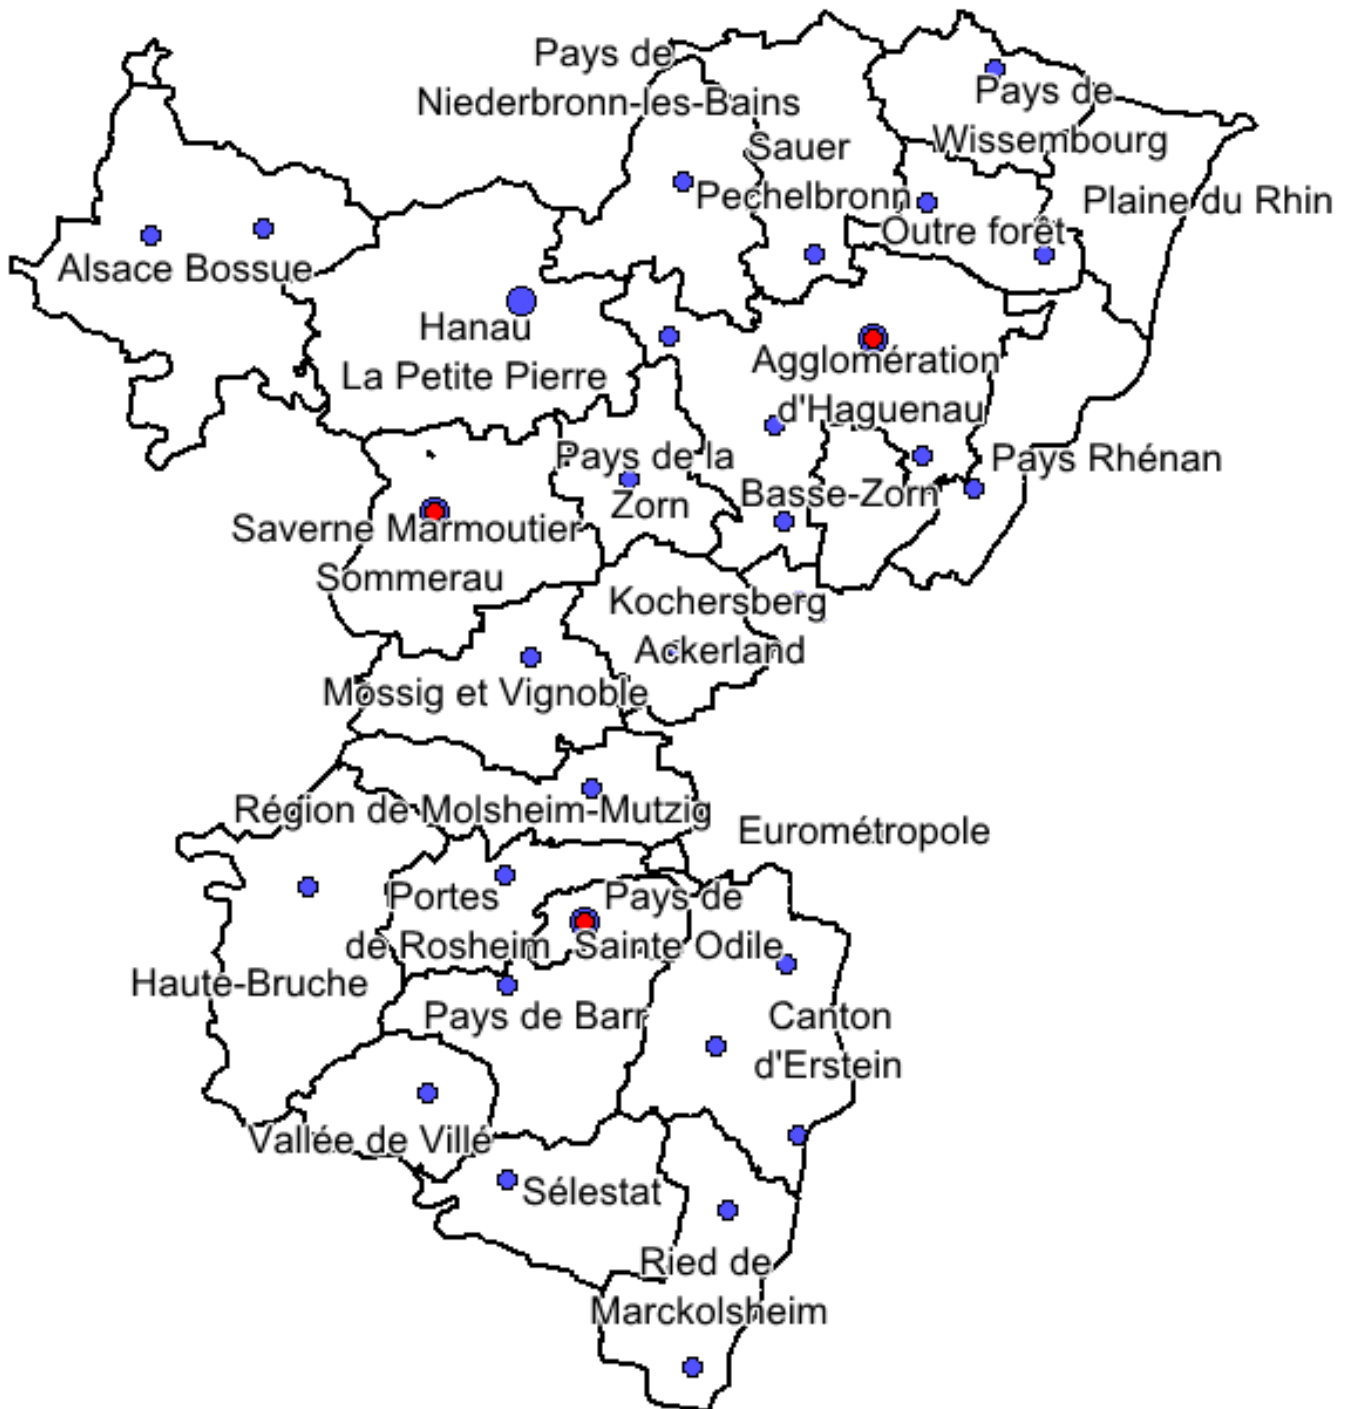 Pays de
Niederbronn-les-Bains
Pays de
Wissembourg
Sauer
Pechelbronn
Plaine du Rhin
Outre forêt
Alsace Bossue
Hanau
La Petite Pierre
Agglomération
d'Haguenau
Pays de la
Zorn
Basse-Zorn
Pays Rhénan
Saverne Marmoutier
Sommerau
Kochersberg
Ackerland
Mossig et Vignoble
Région de Molsheim-Mutzig
Eurométropole
Portes
de Rosheim
Pays de
Sainte Odile
Haute-Bruche
Pays de Barr
Canton
d'Erstein
Vallée de Villé
Sélestat
Ried de
Marckolsheim